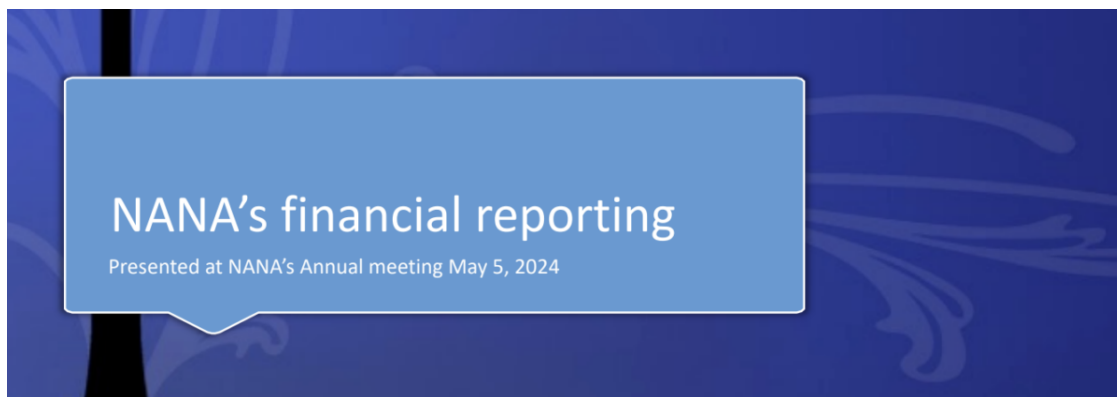 NANA’s financial reporting
Presented at NANA’s Annual meeting May 5, 2024